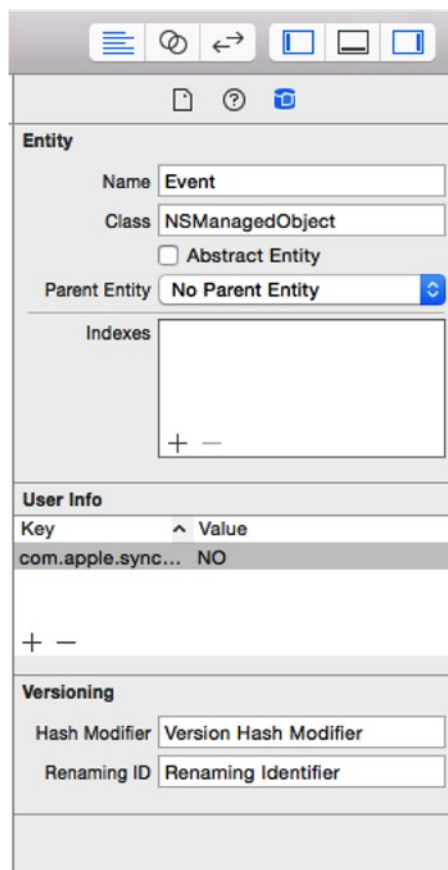 Entity
Name Event
Class NSManagedObject
Abstract Entity
Parent Entity No Parent Entity
Indexes
User Info
Key Value
com.apple.sync... NO
Versioning
Hash Modifier Version Hash Modifier
Renaming ID Renaming Identifier